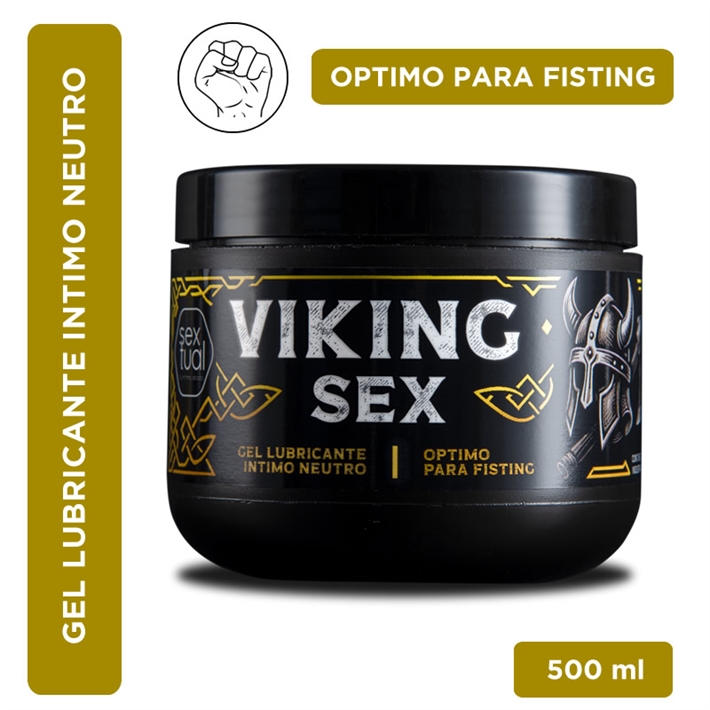 GEL LUBRICANTE INTIMO NEUTRO
OPTIMO PARA FISTING
sex
tual
VIKING
SEX
GEL LUBRICANTE
INTIMO NEUTRO
OPTIMO
PARA FISTING
500 ml